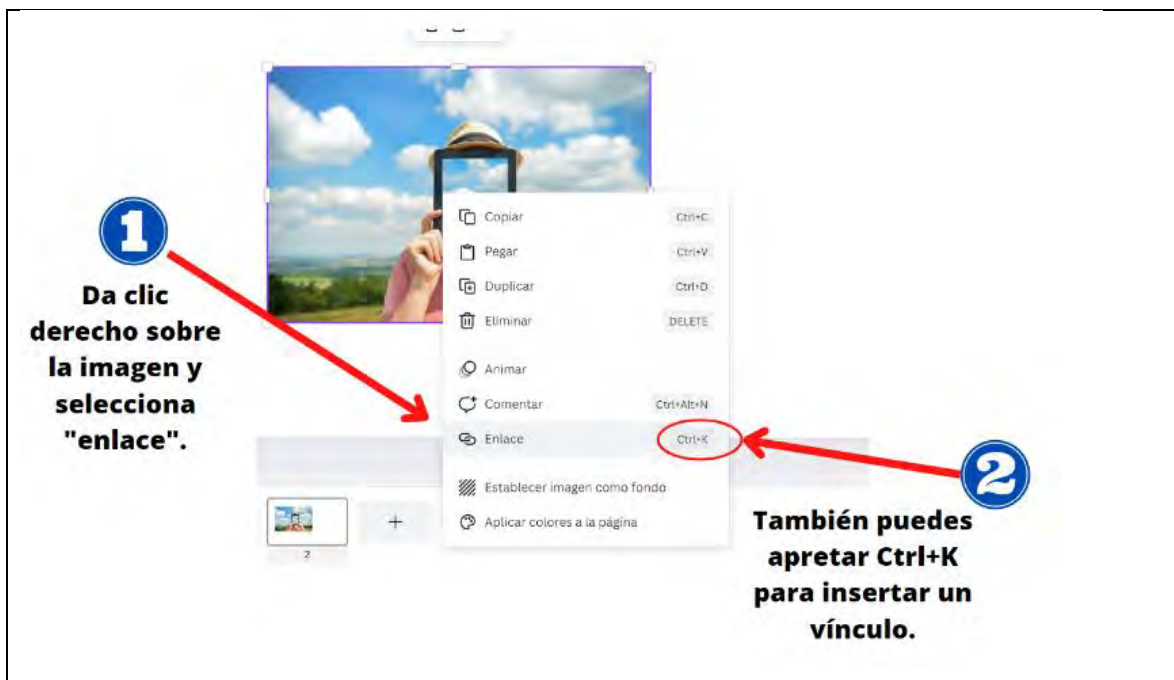 1
Da clic
derecho sobre
la imagen y
selecciona
"enlace".
Copiar Ctrl+C
Pegar Ctrl+V
Duplicar Ctrl+D
Eliminar DELETE
Animar
Comentar Ctrl+Alt+N
Enlace Ctrl+K
Establecer imagen como fondo
Aplicar colores a la página
+
2
2
También puedes
apretar Ctrl+K
para insertar un
vínculo.